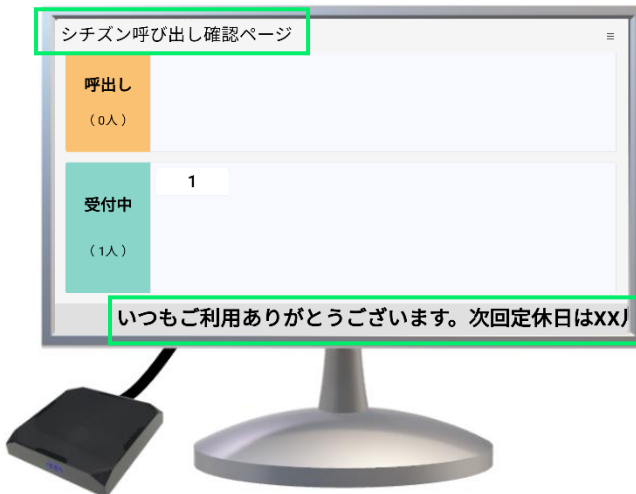 シチズン呼び出し確認ページ
≡
呼出し
（0人）
1
受付中
（1人）
いつもご利用ありがとうございます。次回定休日はXX